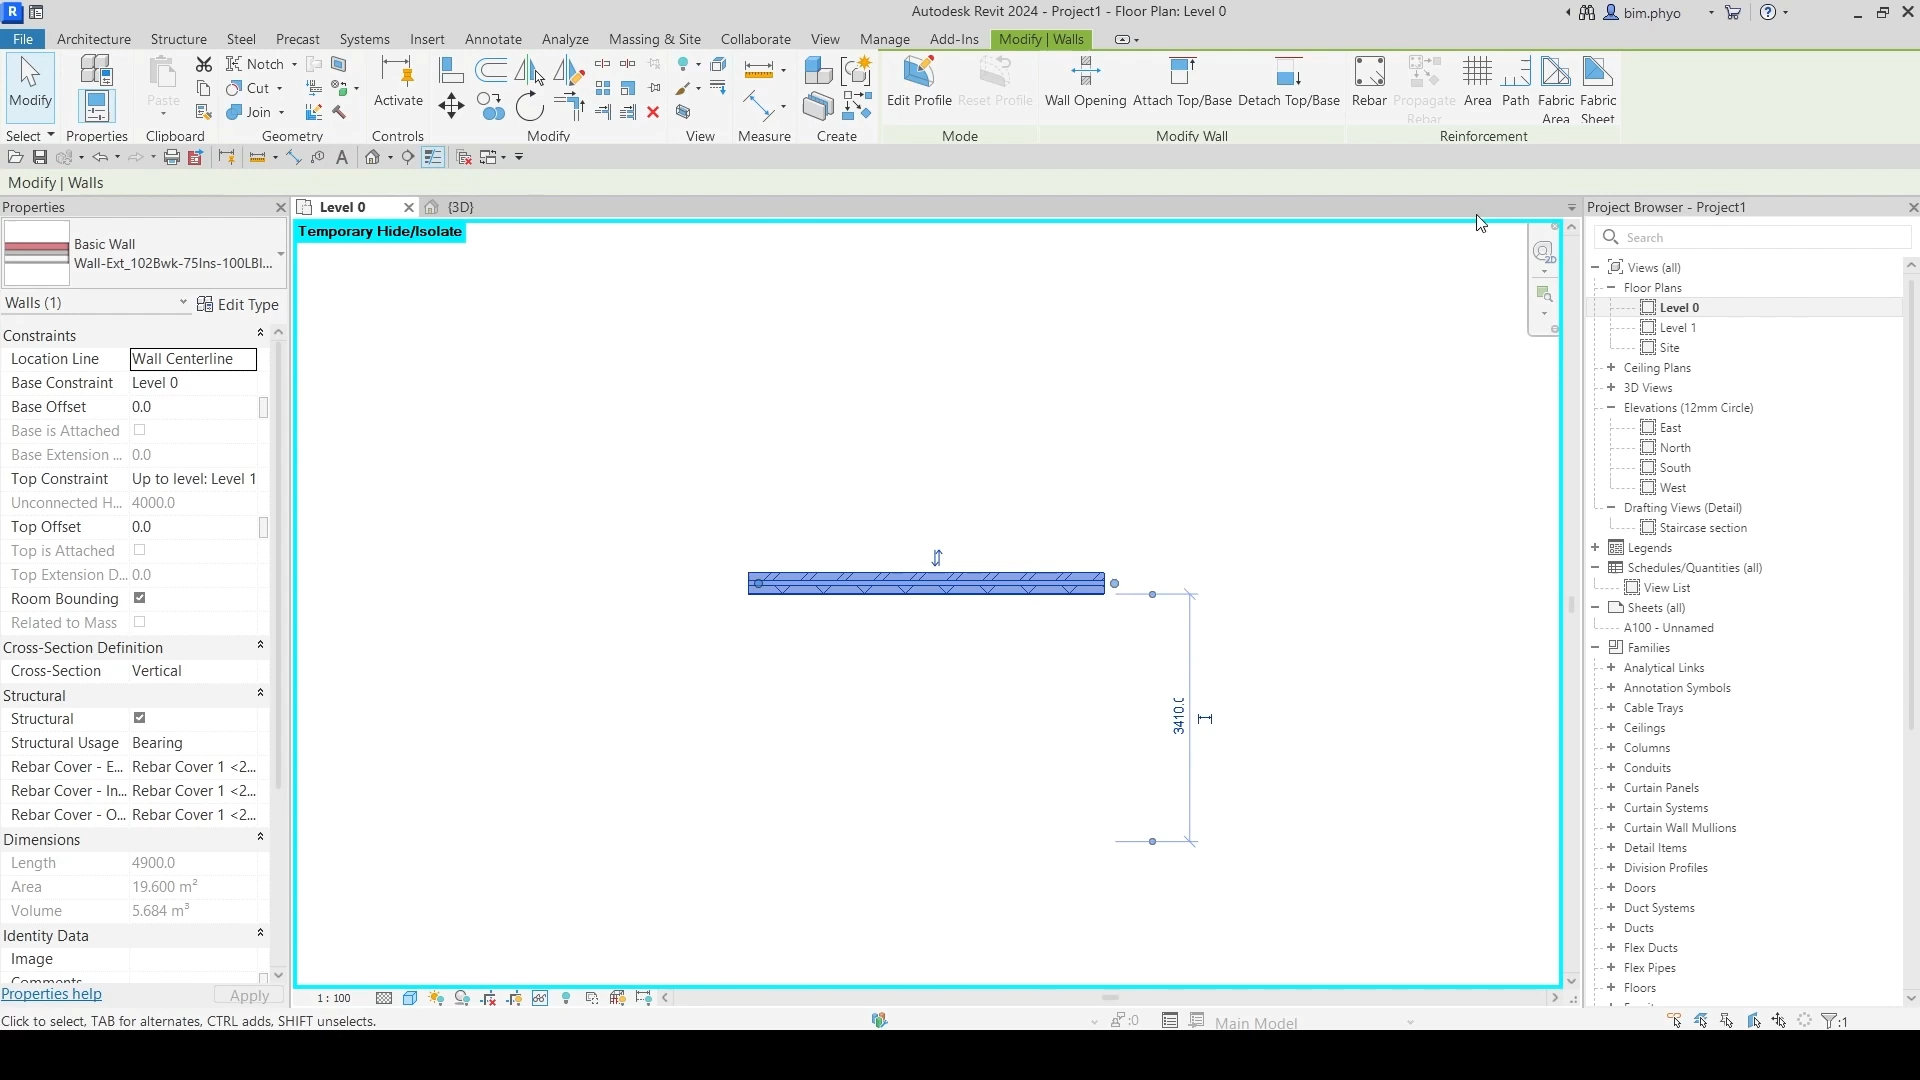 R
Autodesk Revit 2024 - Project1 - Floor Plan: Level 0
bim.phyo
File Architecture Structure Steel Precast Systems Insert Annotate Analyze Massing & Site Collaborate View Manage Add-Ins Modify | Walls
Modify
Paste
Notch
Cut
Join
Activate
Edit Profile Reset Profile
Wall Opening Attach Top/Base Detach Top/Base
Rebar Propagate Rebar
Area Path Fabric Area Fabric Sheet
Select Properties Clipboard Geometry Controls Modify View Measure Create Mode Modify Wall Reinforcement
A
Modify | Walls
Properties
Basic Wall
Wall-Ext_102Bwk-75Ins-100LBl...
Walls (1)
Edit Type
Constraints
Location Line Wall Centerline
Base Constraint Level 0
Base Offset 0.0
Base is Attached
Base Extension ... 0.0
Top Constraint Up to level: Level 1
Unconnected H... 4000.0
Top Offset 0.0
Top is Attached
Top Extension D... 0.0
Room Bounding
Related to Mass
Cross-Section Definition
Cross-Section Vertical
Structural
Structural
Structural Usage Bearing
Rebar Cover - E... Rebar Cover 1 <2...
Rebar Cover - In... Rebar Cover 1 <2...
Rebar Cover - O... Rebar Cover 1 <2...
Dimensions
Length 4900.0
Area 19.600 m²
Volume 5.684 m³
Identity Data
Image
Comments
Properties help
Apply
Level 0
{3D}
Temporary Hide/Isolate
2D
3410.0
1 : 100
Project Browser - Project1
Search
Views (all)
Floor Plans
Level 0
Level 1
Site
Ceiling Plans
3D Views
Elevations (12mm Circle)
East
North
South
West
Drafting Views (Detail)
Staircase section
Legends
Schedules/Quantities (all)
View List
Sheets (all)
A100 - Unnamed
Families
Analytical Links
Annotation Symbols
Cable Trays
Ceilings
Columns
Conduits
Curtain Panels
Curtain Systems
Curtain Wall Mullions
Detail Items
Division Profiles
Doors
Duct Systems
Ducts
Flex Ducts
Flex Pipes
Floors
Click to select, TAB for alternates, CTRL adds, SHIFT unselects.
:0
Main Model
:1